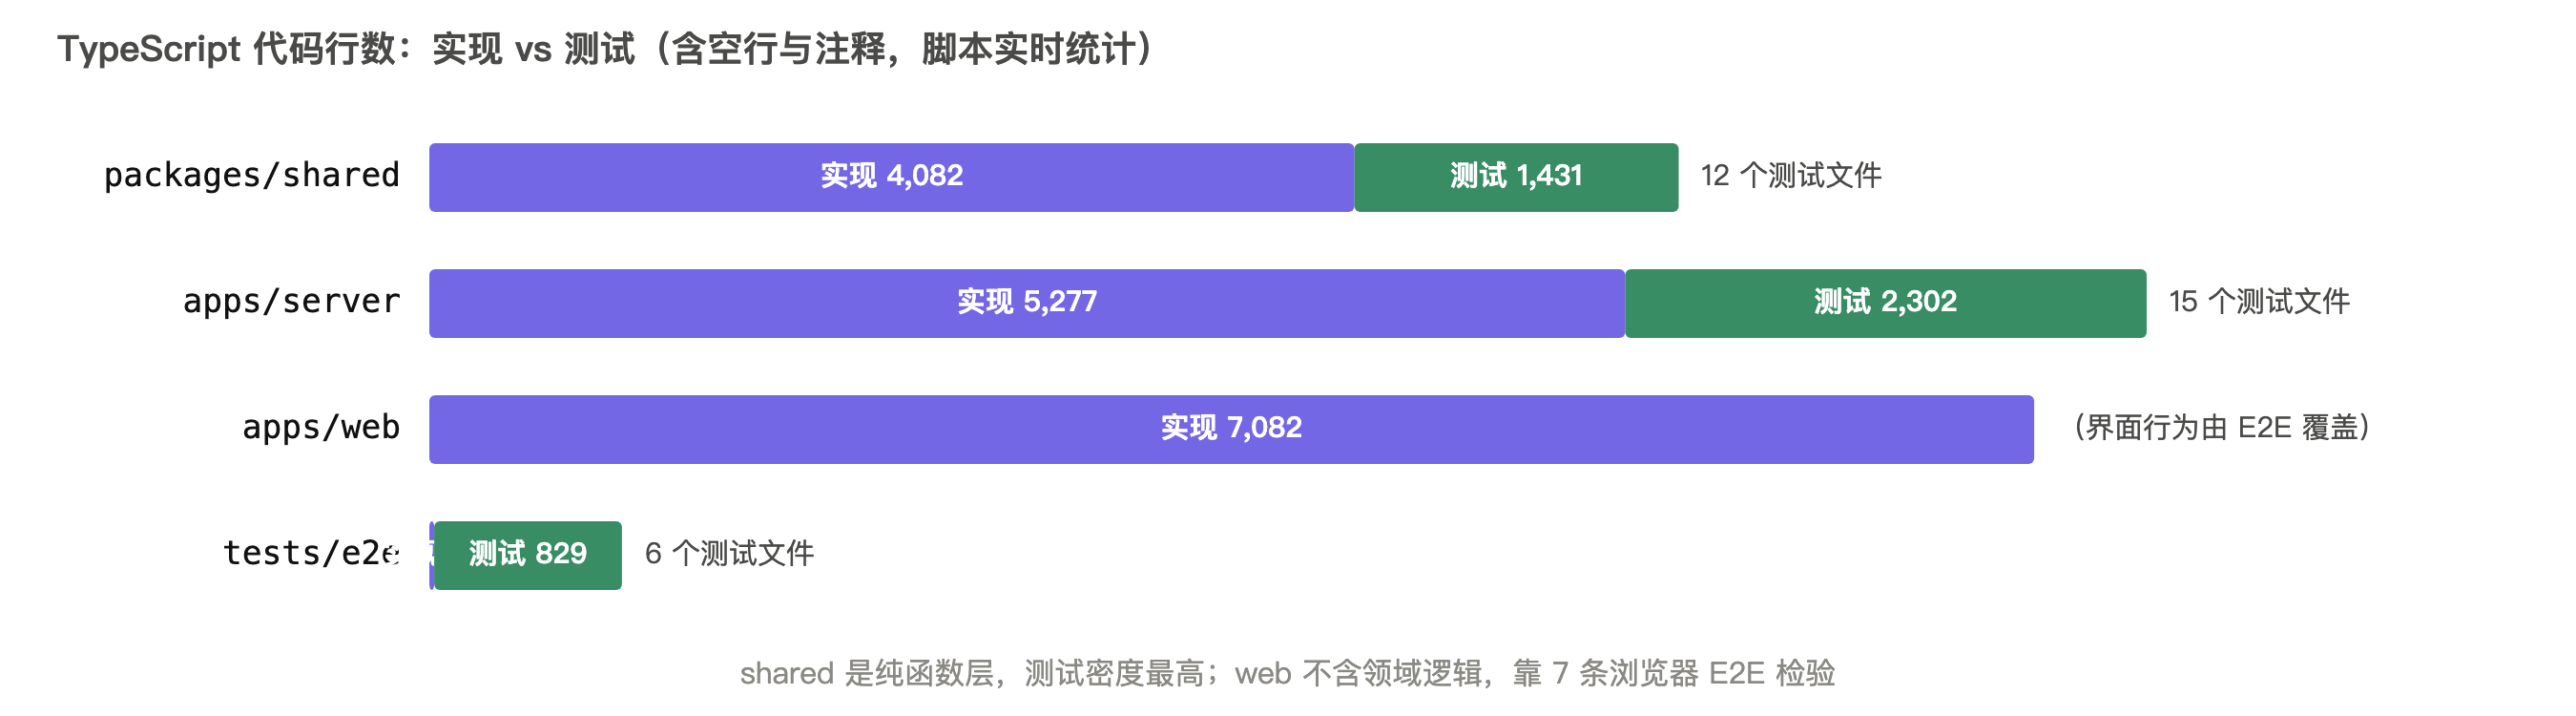 TypeScript 代码行数：实现 vs 测试（含空行与注释，脚本实时统计）
packages/shared 实现 4,082 测试 1,431 12 个测试文件
apps/server 实现 5,277 测试 2,302 15 个测试文件
apps/web 实现 7,082 （界面行为由 E2E 覆盖）
tests/e2e 测试 829 6 个测试文件
shared 是纯函数层，测试密度最高；web 不含领域逻辑，靠 7 条浏览器 E2E 检验